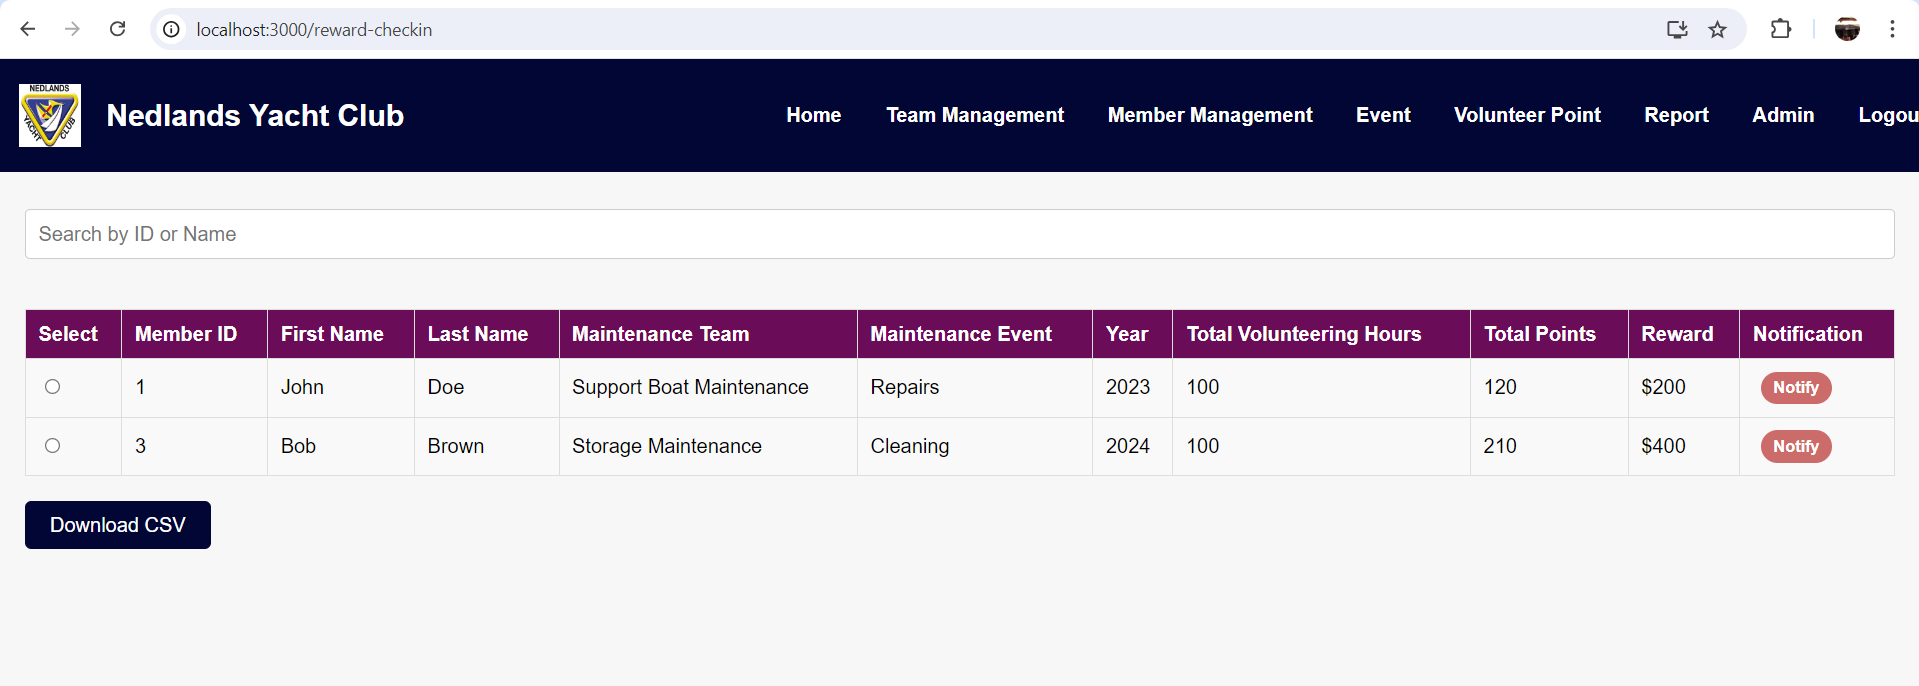 localhost:3000/reward-checkin
NEDLANDS
YACHT CLUB
Nedlands Yacht Club
Home Team Management Member Management Event Volunteer Point Report Admin Logou
Search by ID or Name
Select Member ID First Name Last Name Maintenance Team Maintenance Event Year Total Volunteering Hours Total Points Reward Notification
1 John Doe Support Boat Maintenance Repairs 2023 100 120 $200 Notify
3 Bob Brown Storage Maintenance Cleaning 2024 100 210 $400 Notify
Download CSV